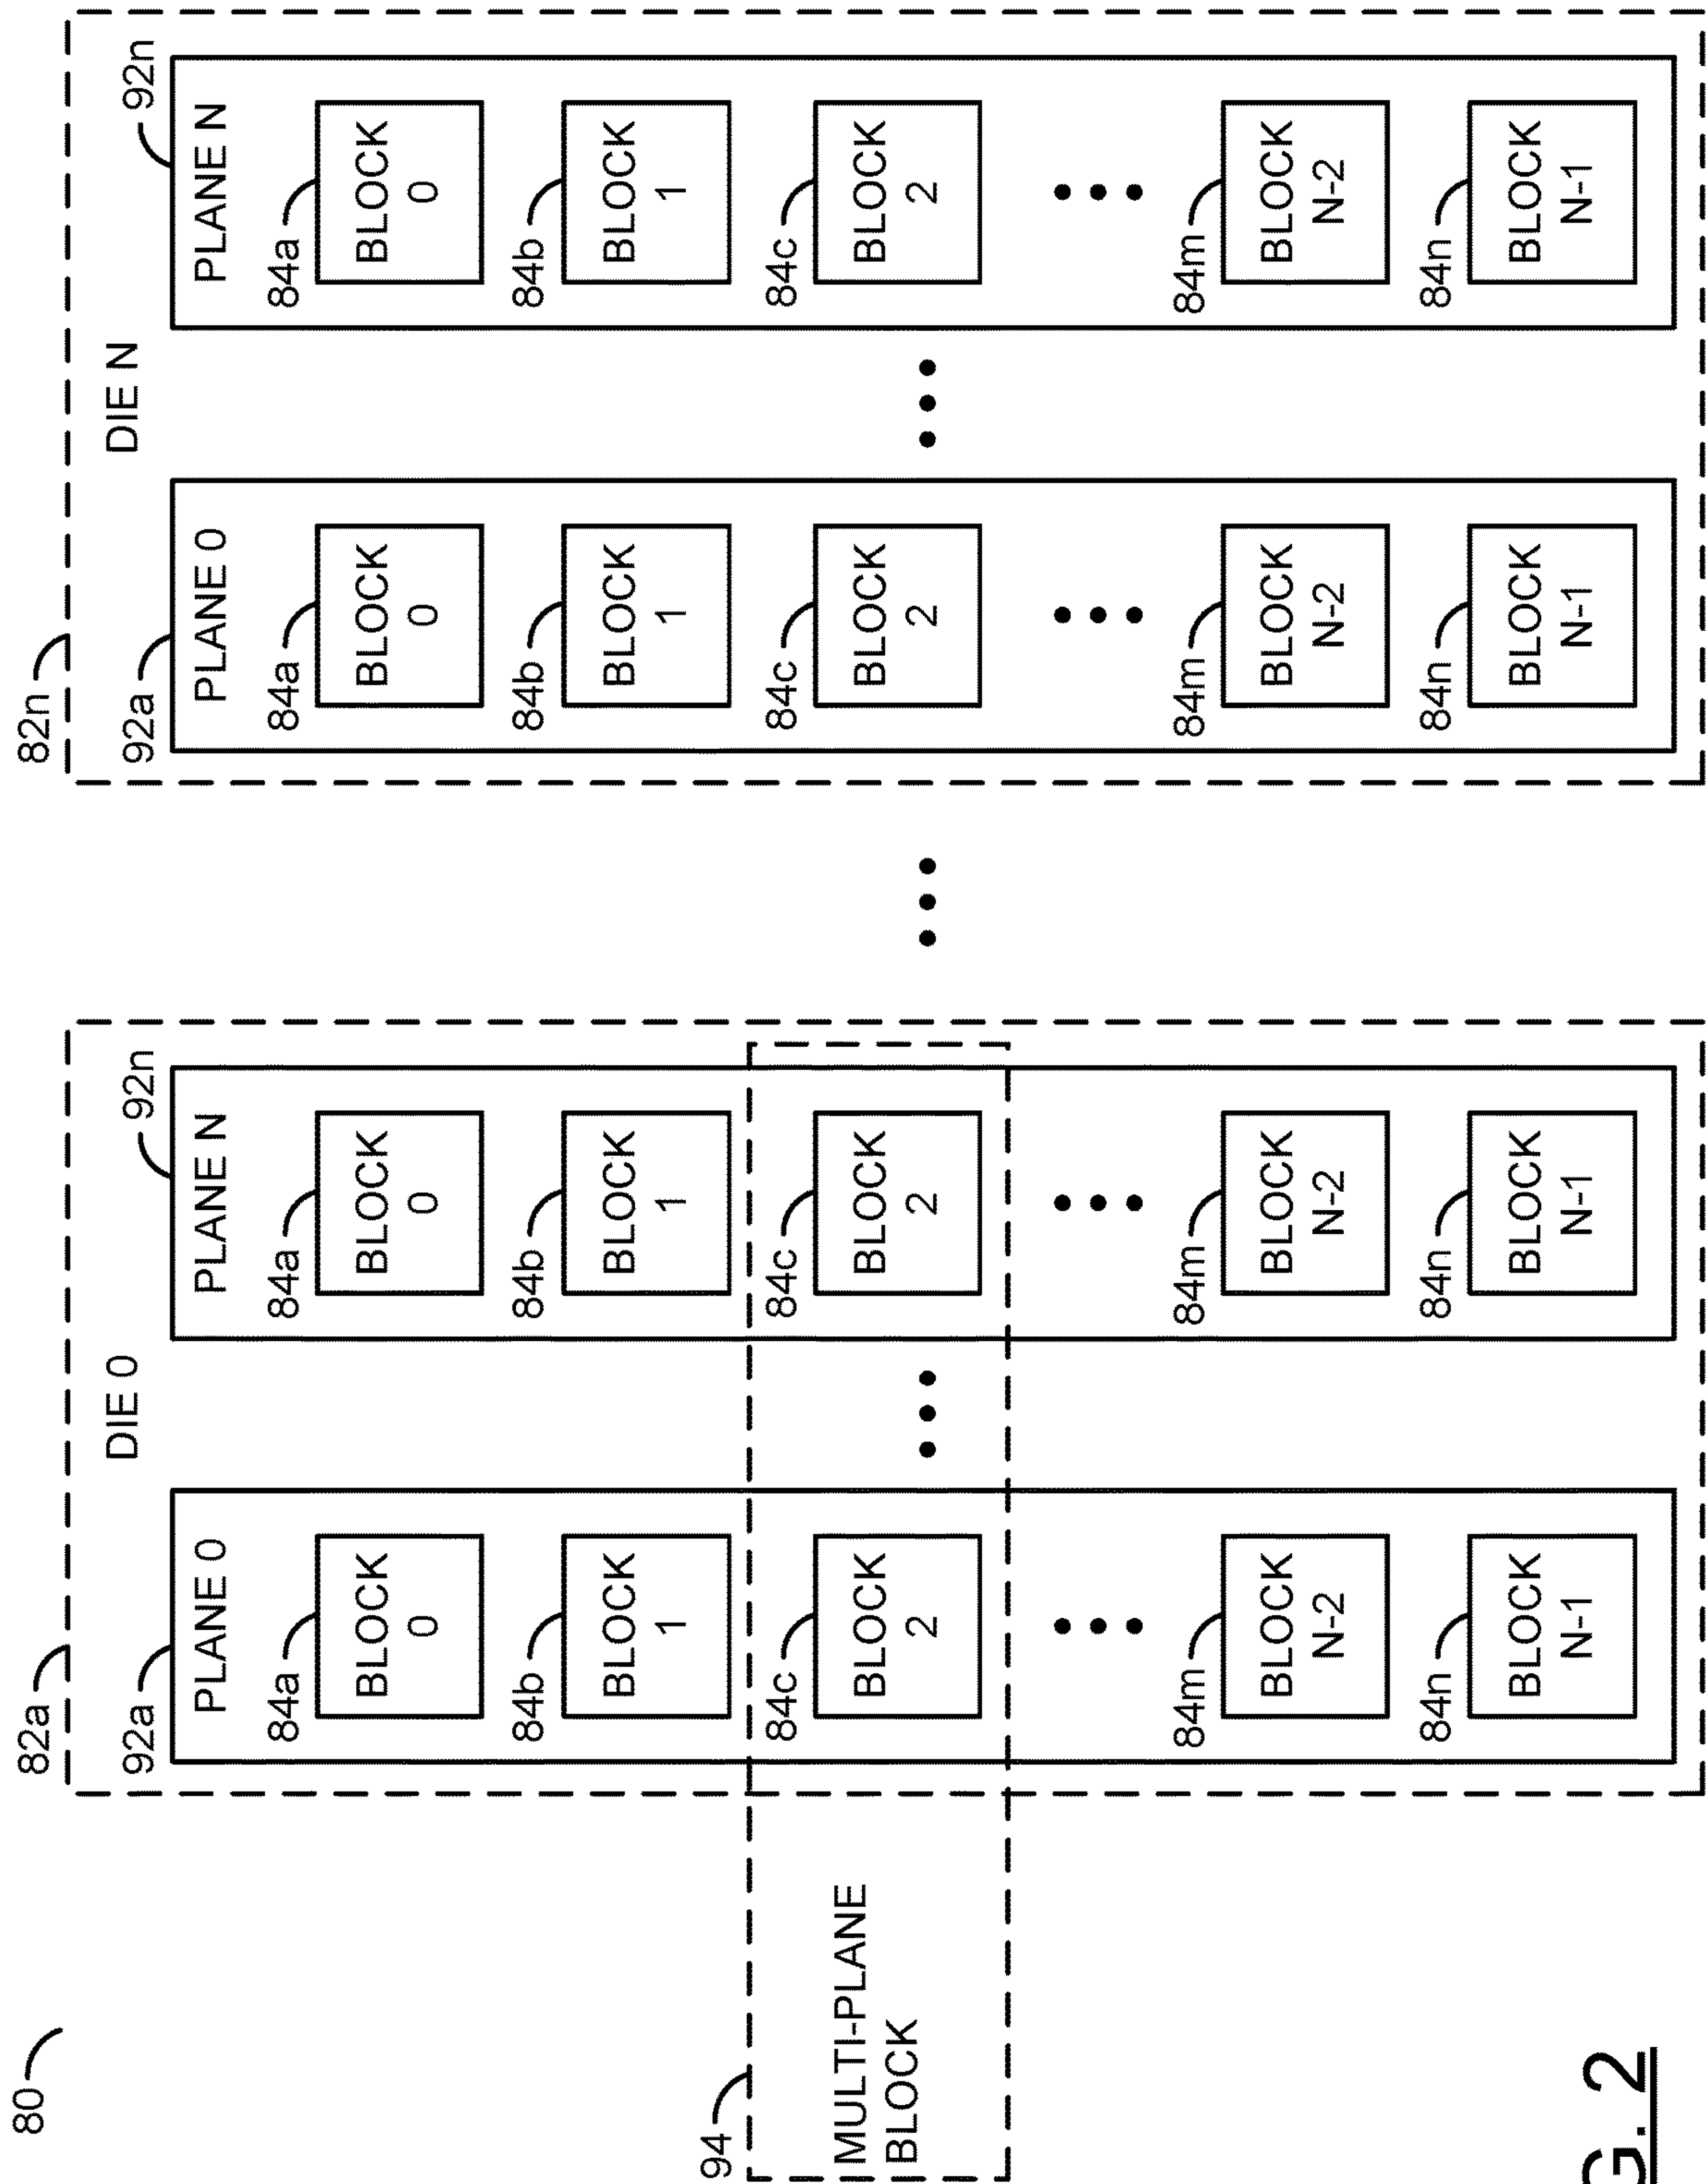 80
82a
DIE 0
92a
PLANE 0
84a
BLOCK
0
84b
BLOCK
1
84c
BLOCK
2
84m
BLOCK
N-2
84n
BLOCK
N-1
92n
PLANE N
84a
BLOCK
0
84b
BLOCK
1
84c
BLOCK
2
84m
BLOCK
N-2
84n
BLOCK
N-1
94
MULTI-PLANE
BLOCK
82n
DIE N
92a
PLANE 0
84a
BLOCK
0
84b
BLOCK
1
84c
BLOCK
2
84m
BLOCK
N-2
84n
BLOCK
N-1
92n
PLANE N
84a
BLOCK
0
84b
BLOCK
1
84c
BLOCK
2
84m
BLOCK
N-2
84n
BLOCK
N-1
G. 2